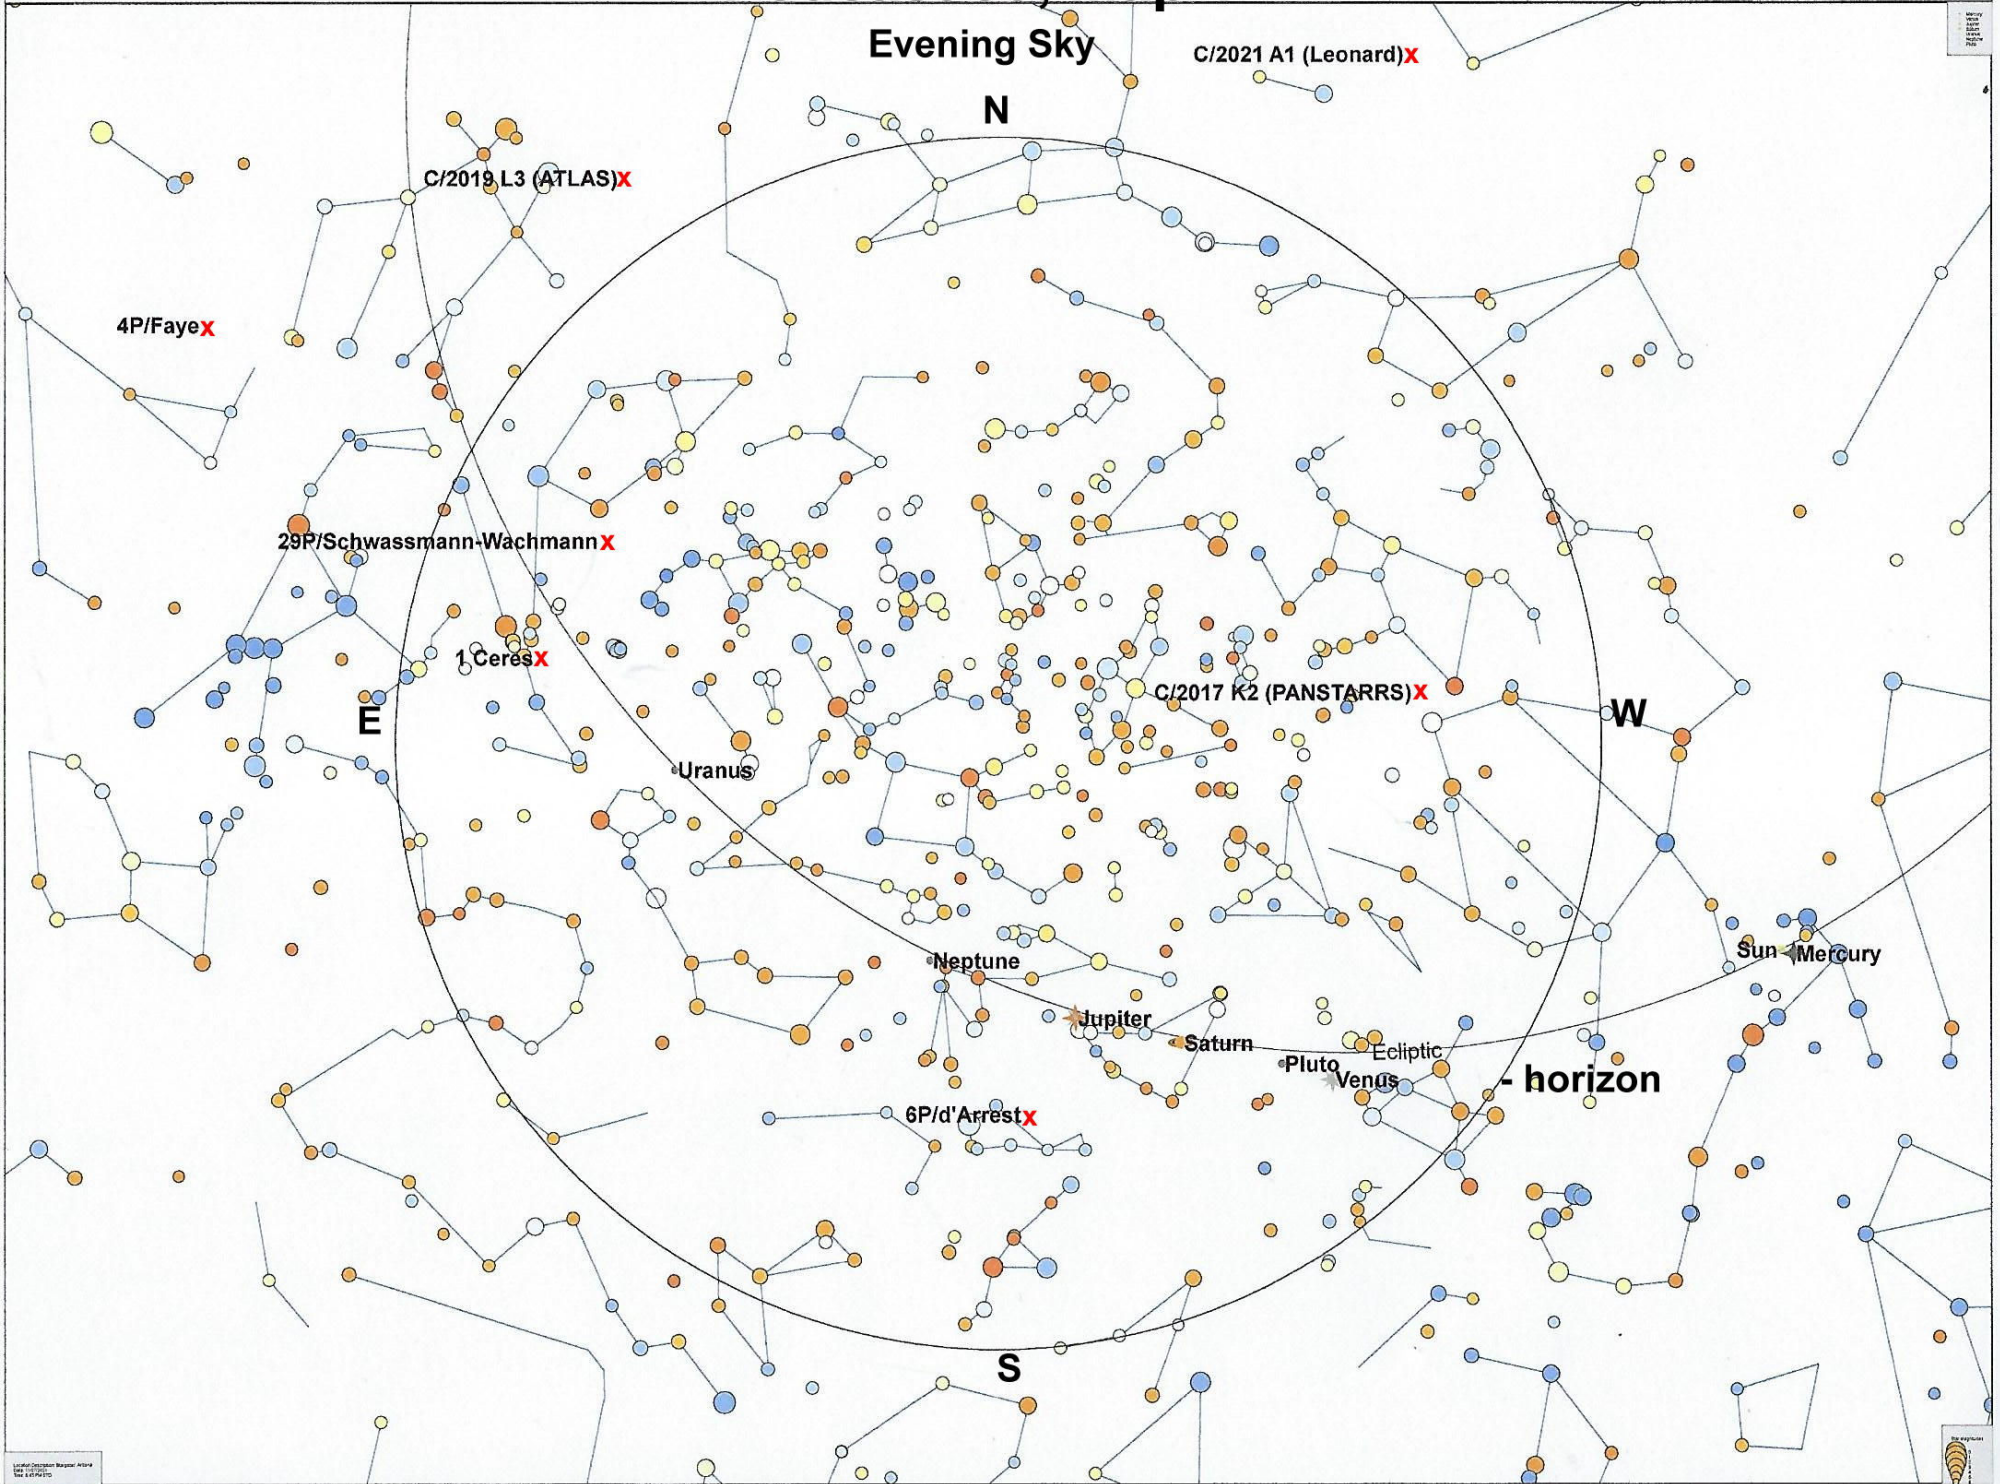 Evening Sky
C/2021 A1 (Leonard)x
N
C/2019 L3 (ATLAS)x
4P/Fayex
29P/Schwassmann-Wachmannx
1 Ceresx
C/2017 K2 (PANSTARRS)x
E
W
Uranus
Sun
Mercury
Neptune
Jupiter
Saturn
Ecliptic
Pluto
Venus
- horizon
6P/d'Arrestx
S